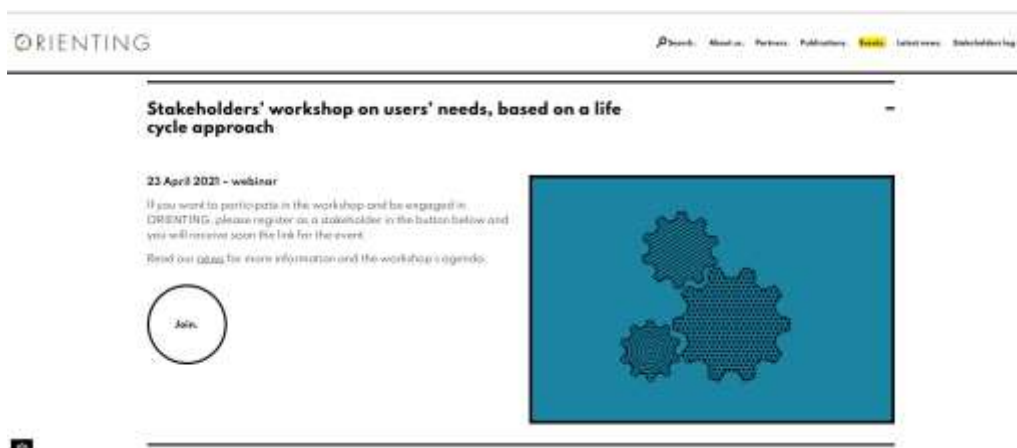 ORIENTING
Search. About us. Partners. Publications. Events. Latest news. Stakeholders log
Stakeholders' workshop on users' needs, based on a life
cycle approach
23 April 2021 - webinar
If you want to participate in the workshop and be engaged in
ORIENTING, please register as a stakeholder in the button below and
you will receive soon the link for the event.
Read our news for more information and the workshop's agenda.
Join.